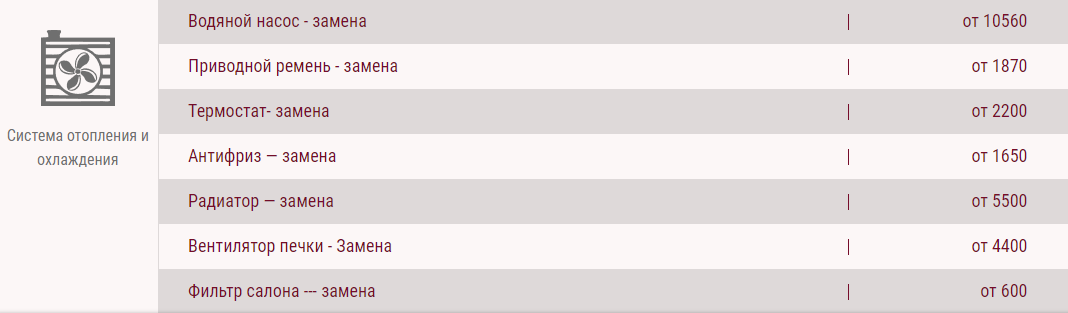 Водяной насос - замена | от 10560
Приводной ремень - замена | от 1870
Термостат- замена | от 2200
Антифриз — замена | от 1650
Радиатор — замена | от 5500
Вентилятор печки - Замена | от 4400
Фильтр салона --- замена | от 600
Система отопления и
охлаждения